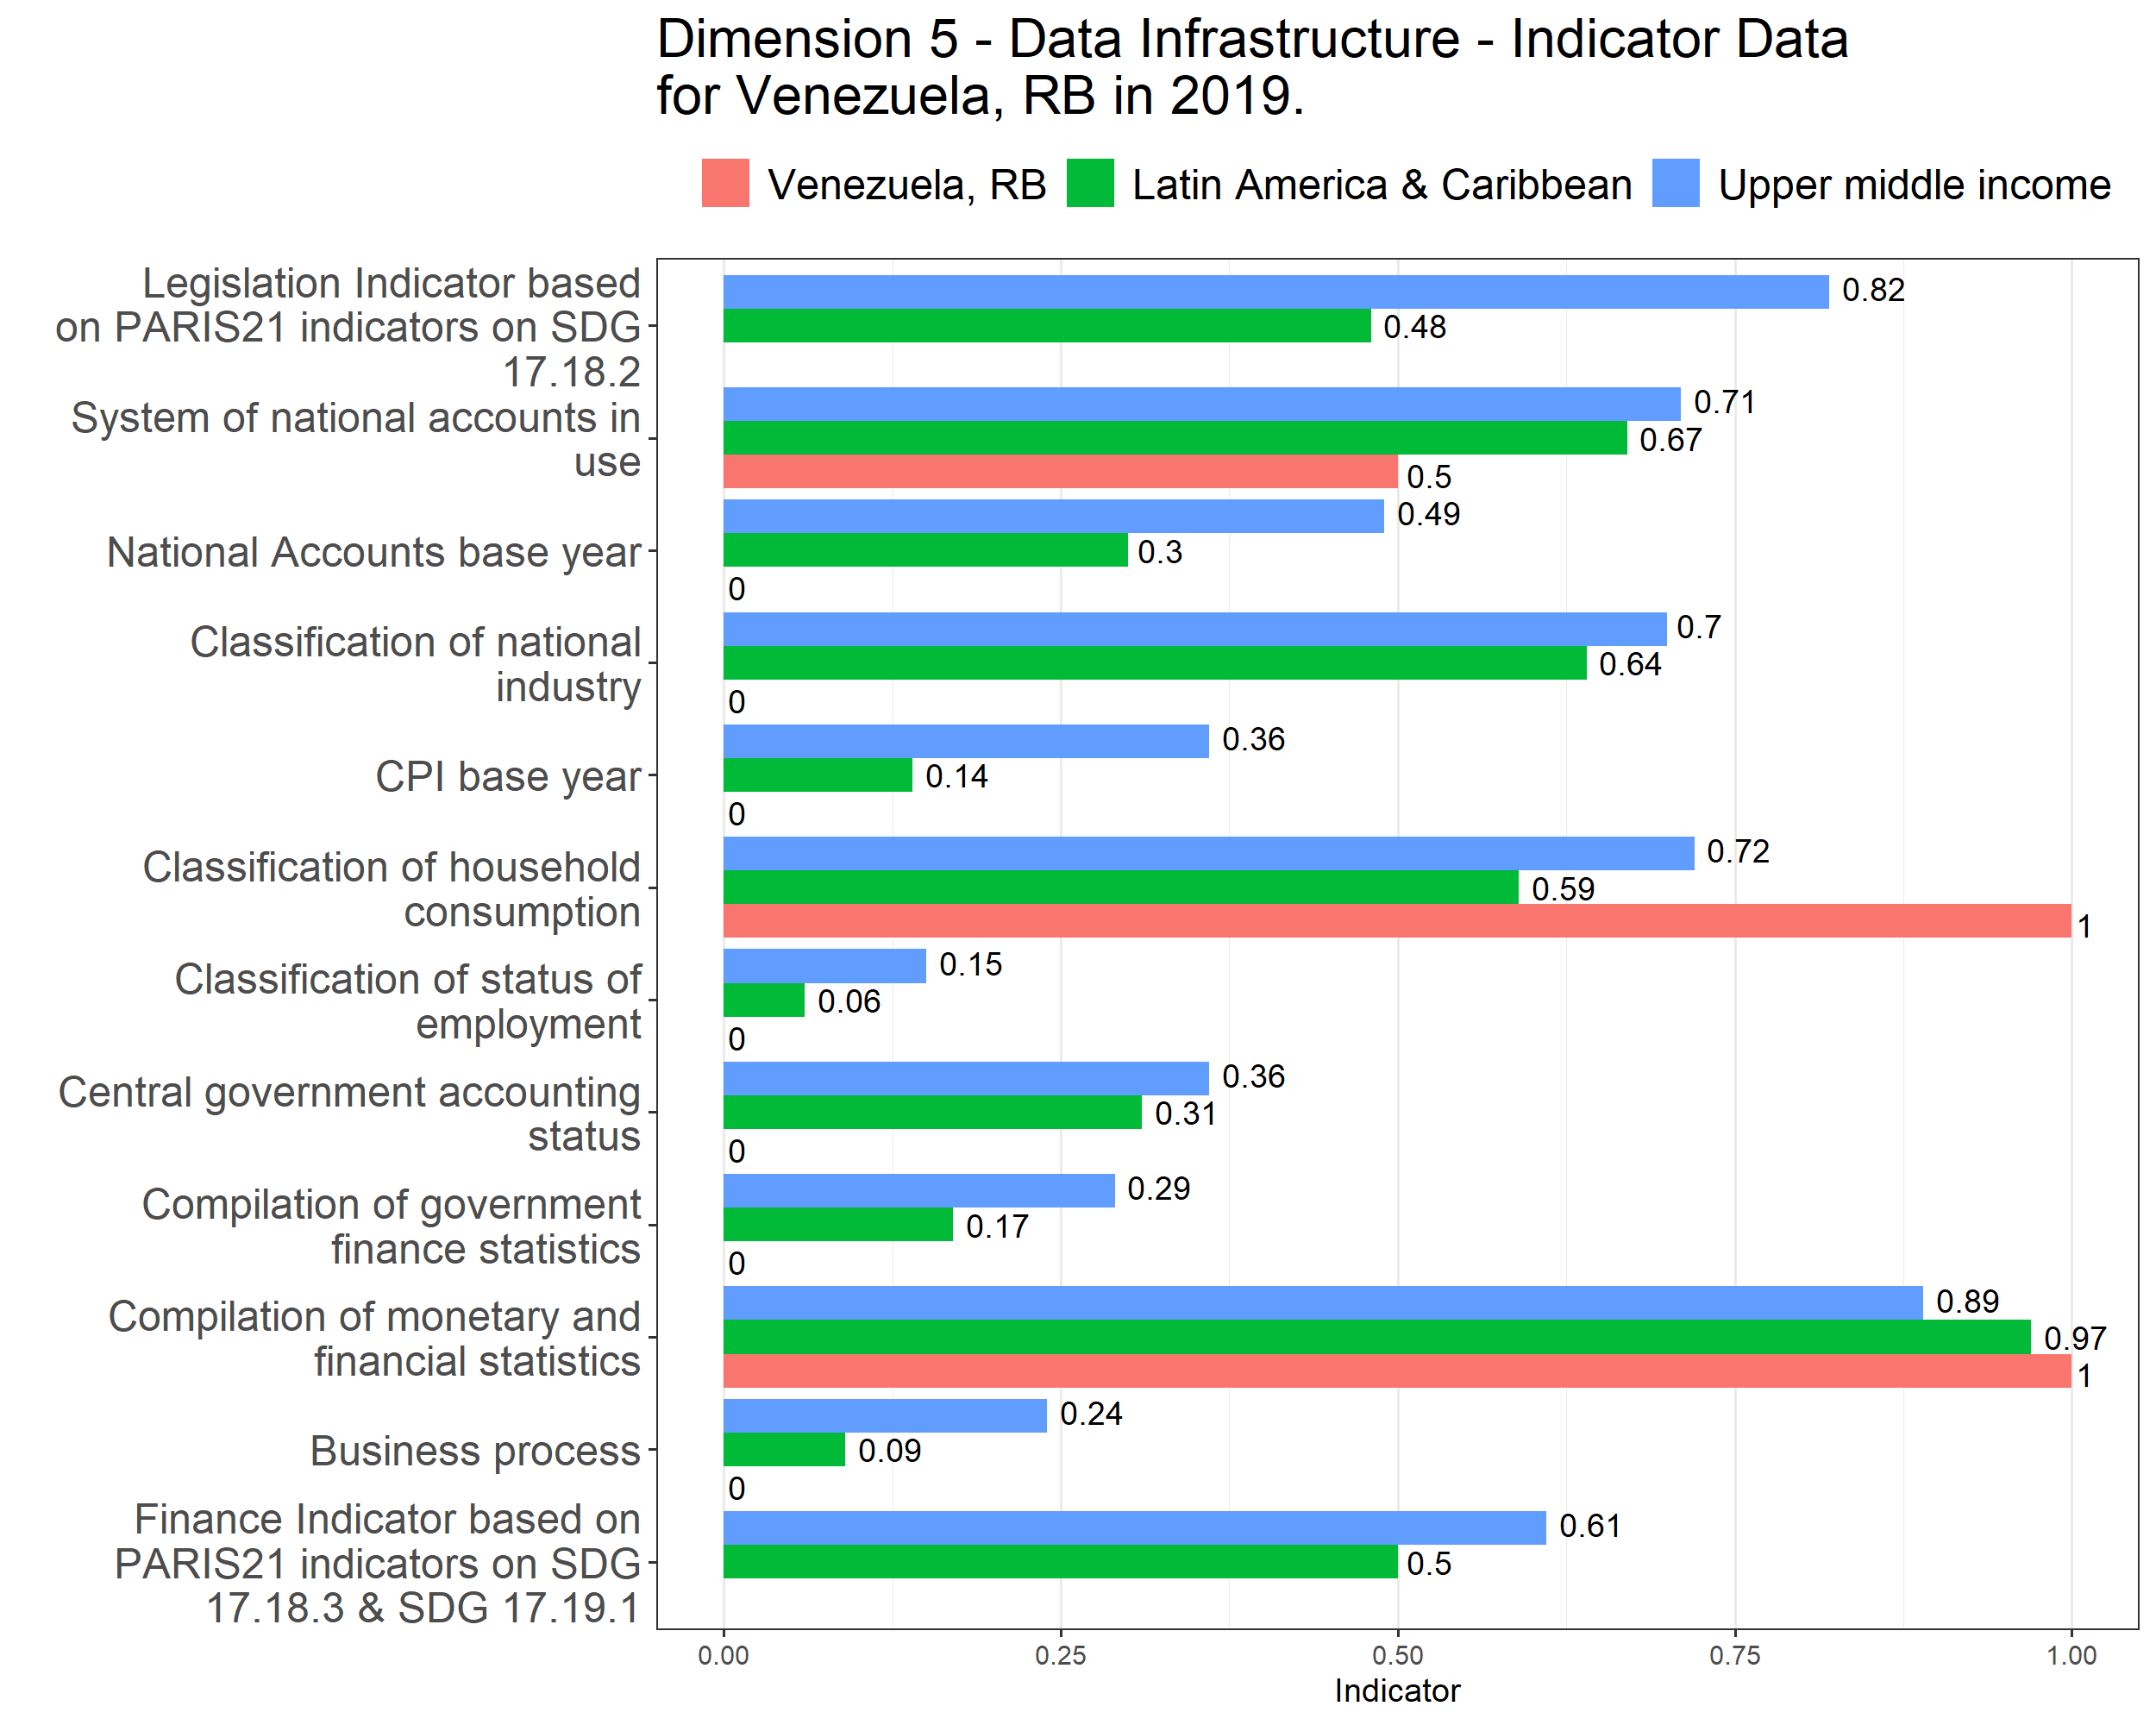 Dimension 5 - Data Infrastructure - Indicator Data
for Venezuela, RB in 2019.
Venezuela, RB
Latin America & Caribbean
Upper middle income
Legislation Indicator based
on PARIS21 indicators on SDG
17.18.2
0.82
0.48
System of national accounts in
use
0.71
0.67
0.5
National Accounts base year
0.49
0.3
0
Classification of national
industry
0.7
0.64
0
CPI base year
0.36
0.14
0
Classification of household
consumption
0.72
0.59
1
Classification of status of
employment
0.15
0.06
0
Central government accounting
status
0.36
0.31
0
Compilation of government
finance statistics
0.29
0.17
0
Compilation of monetary and
financial statistics
0.89
0.97
1
Business process
0.24
0.09
0
Finance Indicator based on
PARIS21 indicators on SDG
17.18.3 & SDG 17.19.1
0.61
0.5
0.00
0.25
0.50
0.75
1.00
Indicator